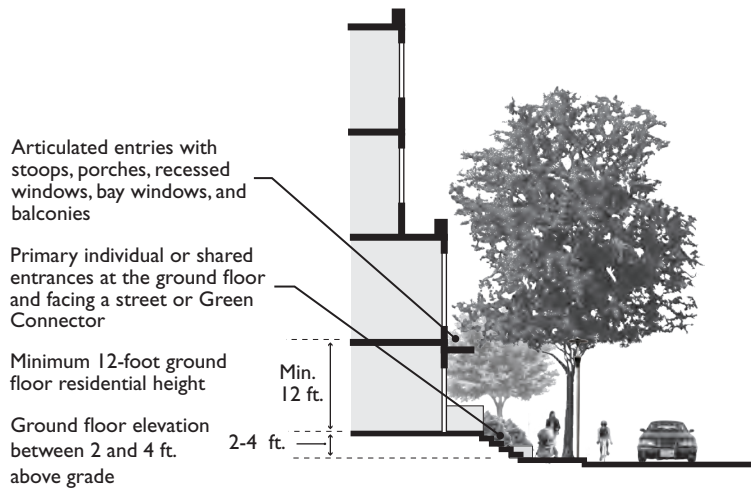 Articulated entries with
stoops, porches, recessed
windows, bay windows, and
balconies
Primary individual or shared
entrances at the ground floor
and facing a street or Green
Connector
Minimum 12-foot ground
floor residential height
Min.
12 ft.
Ground floor elevation
between 2 and 4 ft.
above grade
2-4 ft.